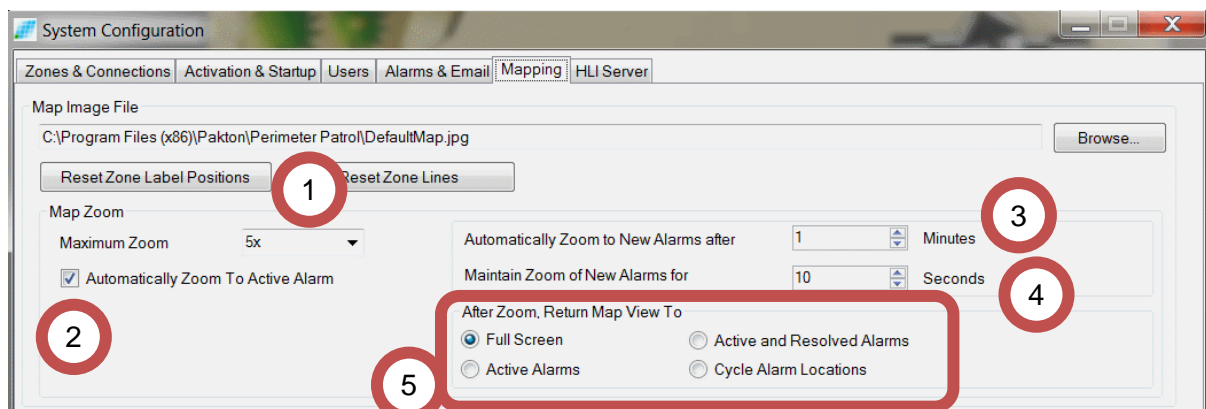 System Configuration
Zones & Connections Activation & Startup Users Alarms & Email Mapping HLI Server
Map Image File
C:\Program Files (x86)\Pakton\Perimeter Patrol\DefaultMap.jpg Browse...
Reset Zone Label Positions Reset Zone Lines
1
Map Zoom
3
Maximum Zoom 5x
Automatically Zoom to New Alarms after 1 Minutes
Automatically Zoom To Active Alarm
Maintain Zoom of New Alarms for 10 Seconds
4
2
After Zoom, Return Map View To
Full Screen Active and Resolved Alarms
Active Alarms Cycle Alarm Locations
5